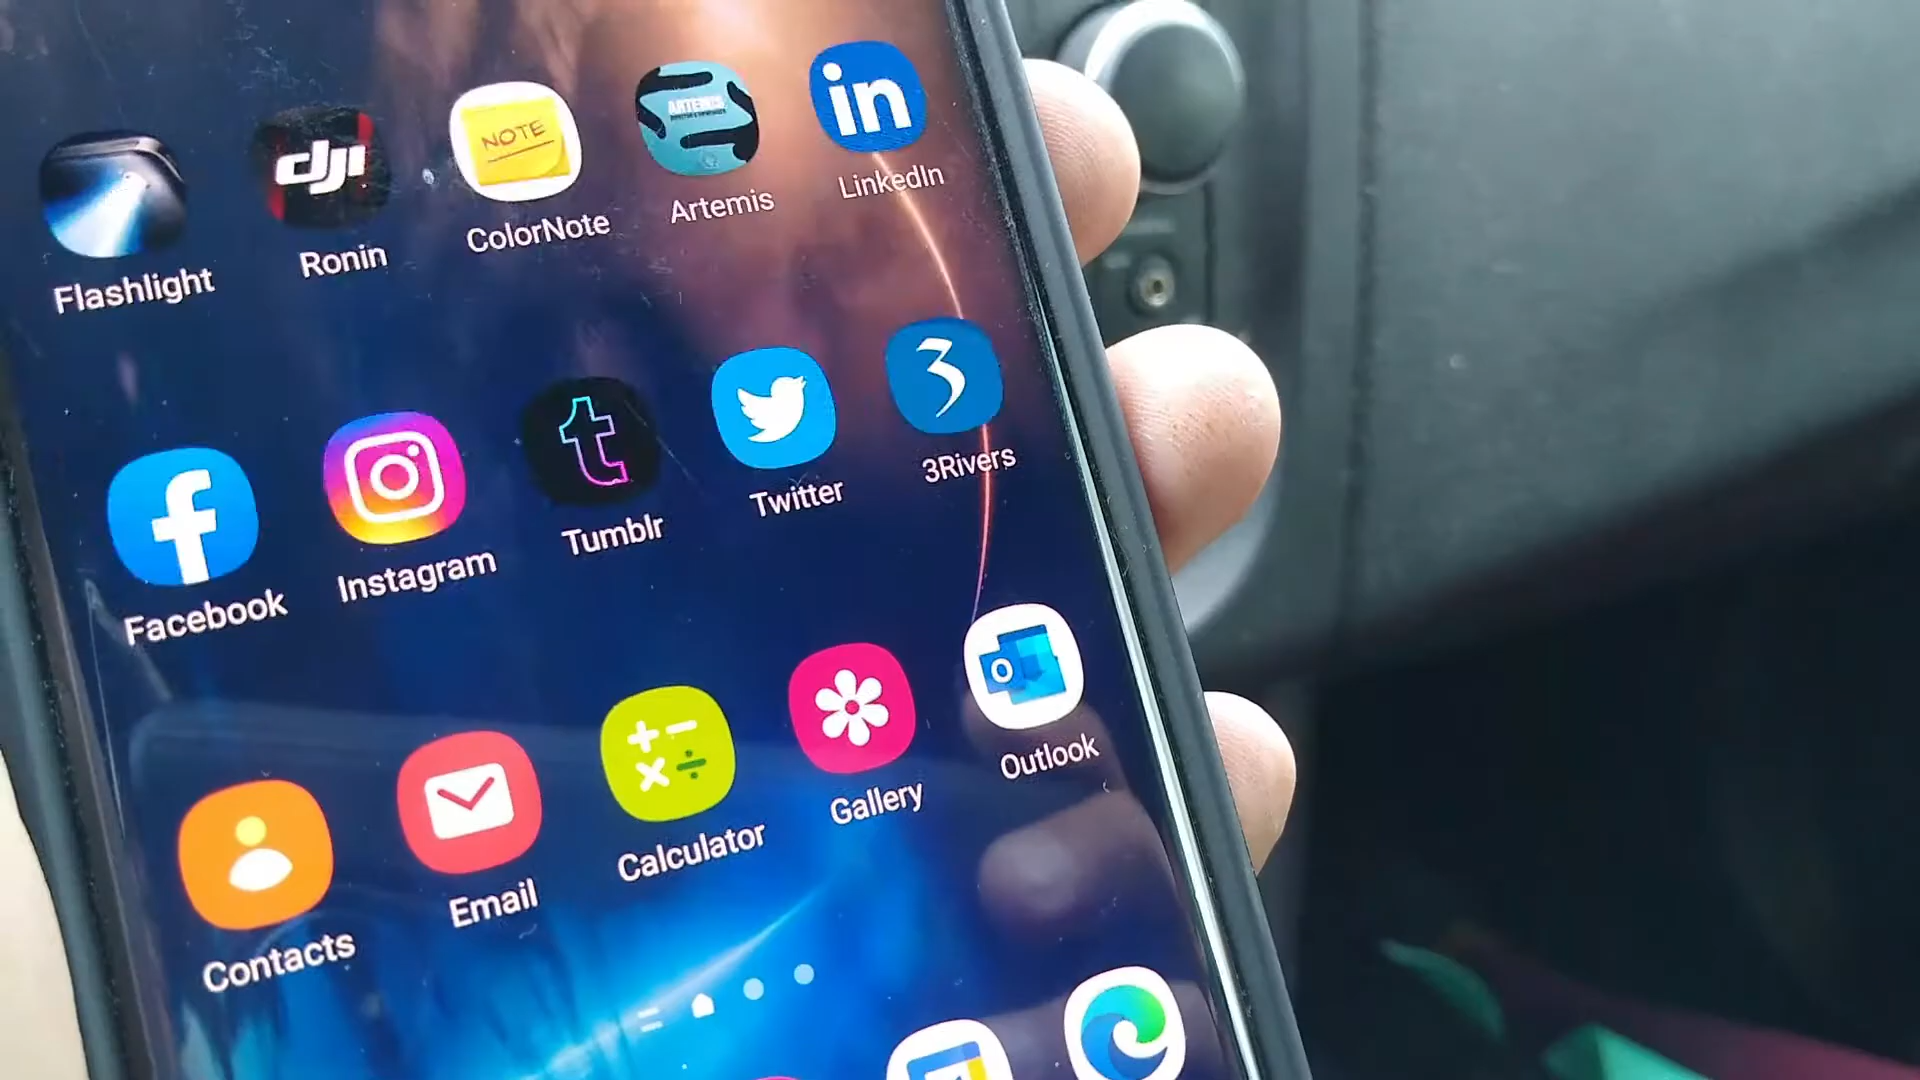 NOTE
ARTEMIS
in
dji
Flashlight
Ronin
ColorNote
Artemis
LinkedIn
f
t
3
Facebook
Instagram
Tumblr
Twitter
3Rivers
O
Contacts
Email
Calculator
Gallery
Outlook